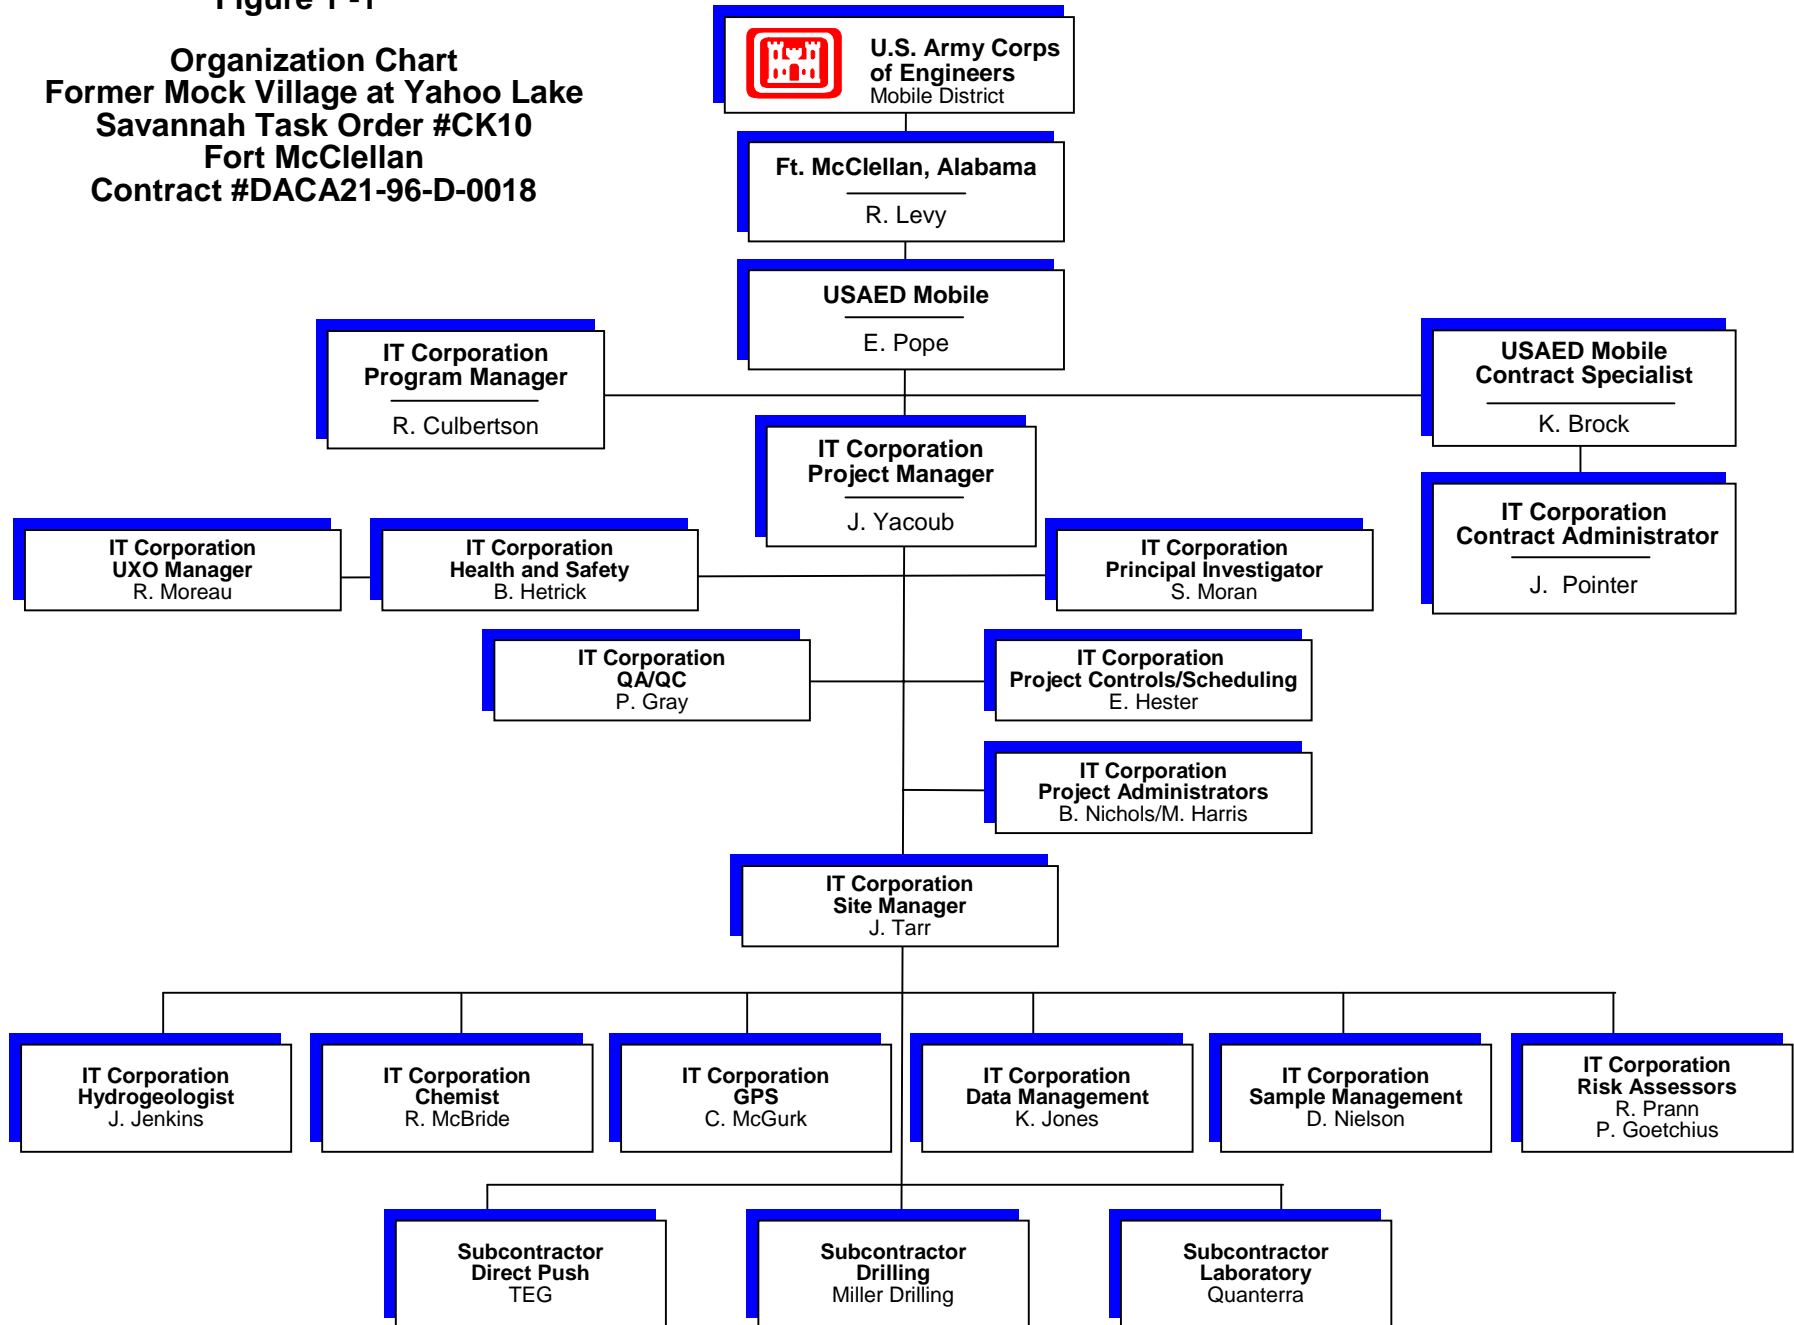 Figure 1 -1
Organization Chart
Former Mock Village at Yahoo Lake
Savannah Task Order #CK10
Fort McClellan
Contract #DACA21-96-D-0018
U.S. Army Corps
of Engineers
Mobile District
Ft. McClellan, Alabama
R. Levy
USAED Mobile
E. Pope
IT Corporation
Program Manager
R. Culbertson
USAED Mobile
Contract Specialist
K. Brock
IT Corporation
Project Manager
J. Yacoub
IT Corporation
Contract Administrator
J.  Pointer
IT Corporation
UXO Manager
R. Moreau
IT Corporation
Health and Safety
B. Hetrick
IT Corporation
Principal Investigator
S. Moran
IT Corporation
QA/QC
P. Gray
IT Corporation
Project Controls/Scheduling
E. Hester
IT Corporation
Project Administrators
B. Nichols/M. Harris
IT Corporation
Site Manager
J. Tarr
IT Corporation
Hydrogeologist
J. Jenkins
IT Corporation
Chemist
R. McBride
IT Corporation
GPS
C. McGurk
IT Corporation
Data Management
K. Jones
IT Corporation
Sample Management
D. Nielson
IT Corporation
Risk Assessors
R. Prann
P. Goetchius
Subcontractor
Direct Push
TEG
Subcontractor
Drilling
Miller Drilling
Subcontractor
Laboratory
Quanterra